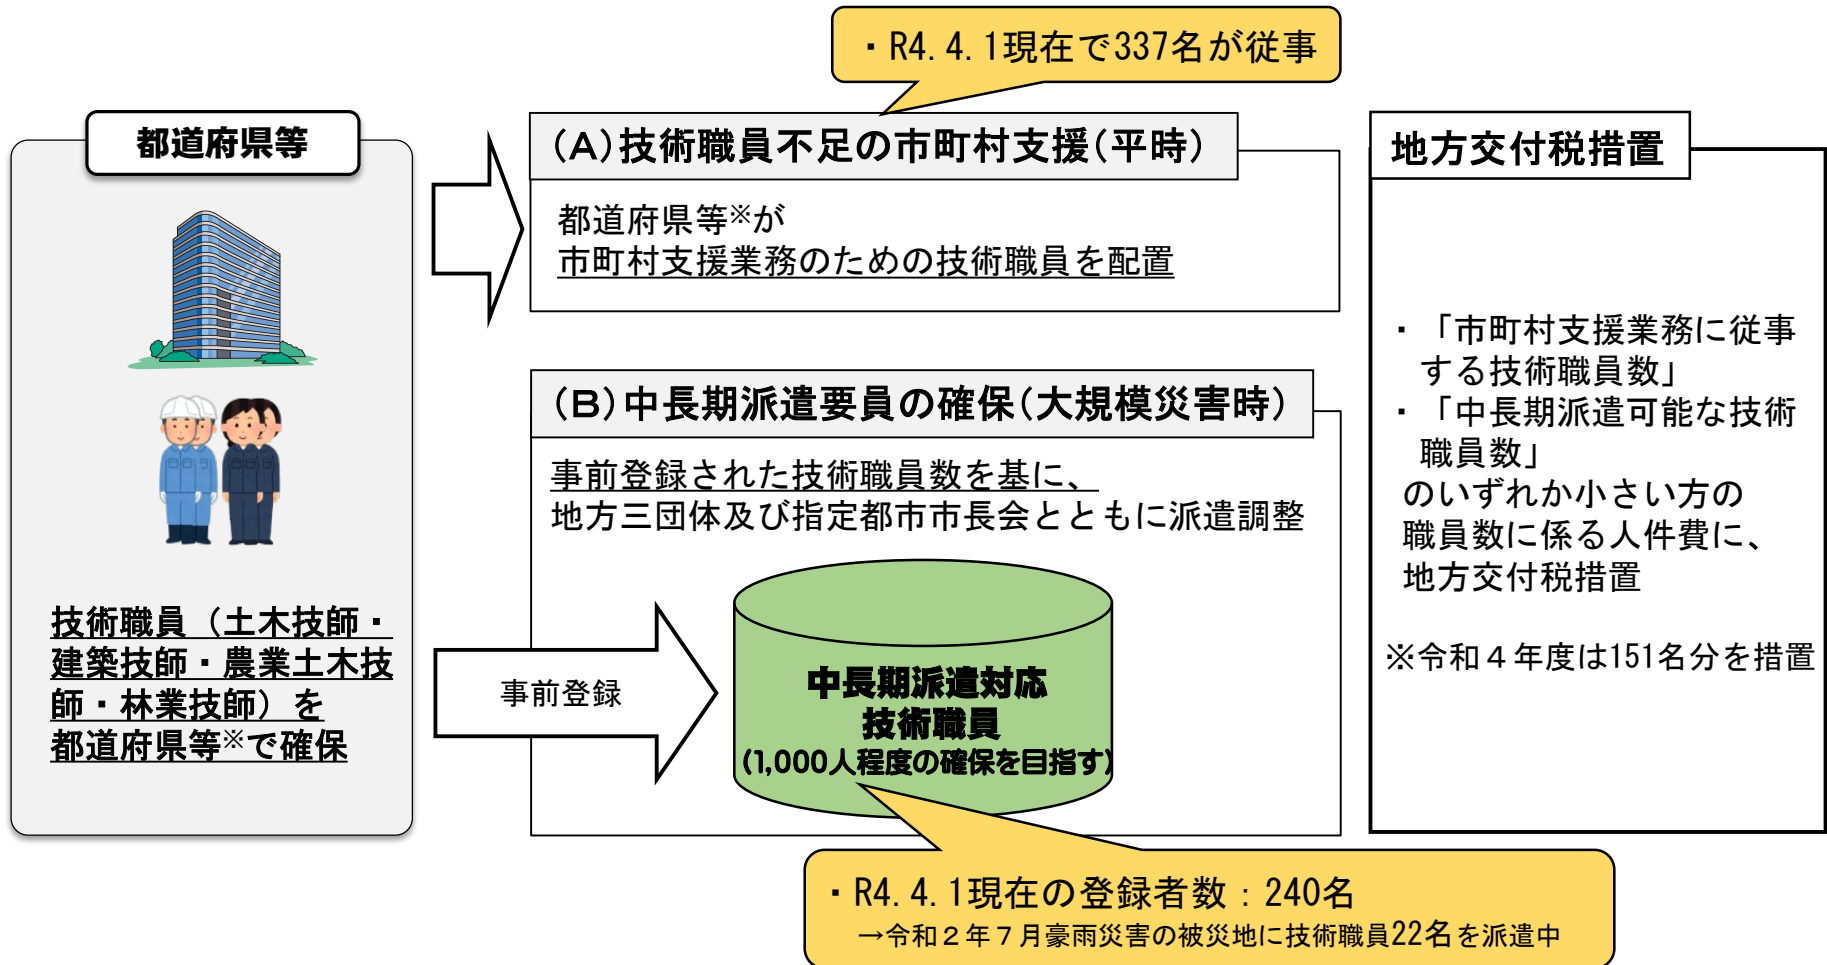 ・R4.4.1現在で337名が従事
都道府県等
技術職員（土木技師・
建築技師・農業土木技
師・林業技師）を
都道府県等※で確保
(A)技術職員不足の市町村支援(平時)
都道府県等※が
市町村支援業務のための技術職員を配置
(B)中長期派遣要員の確保(大規模災害時)
事前登録された技術職員数を基に、
地方三団体及び指定都市市長会とともに派遣調整
事前登録
中長期派遣対応
技術職員
(1,000人程度の確保を目指す)
・R4.4.1現在の登録者数：240名
→令和２年７月豪雨災害の被災地に技術職員22名を派遣中
地方交付税措置
・「市町村支援業務に従事
する技術職員数」
・「中長期派遣可能な技術
職員数」
のいずれか小さい方の
職員数に係る人件費に、
地方交付税措置
※令和４年度は151名分を措置